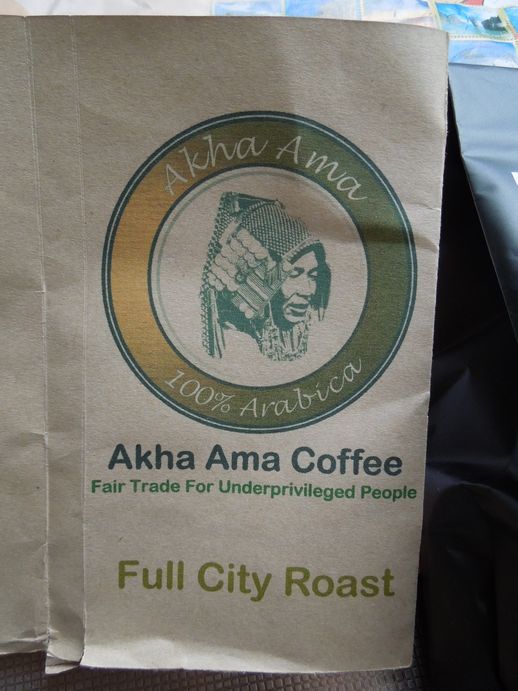 Akha Ama
100% Arabica
Akha Ama Coffee
Fair Trade For Underprivileged People
Full City Roast